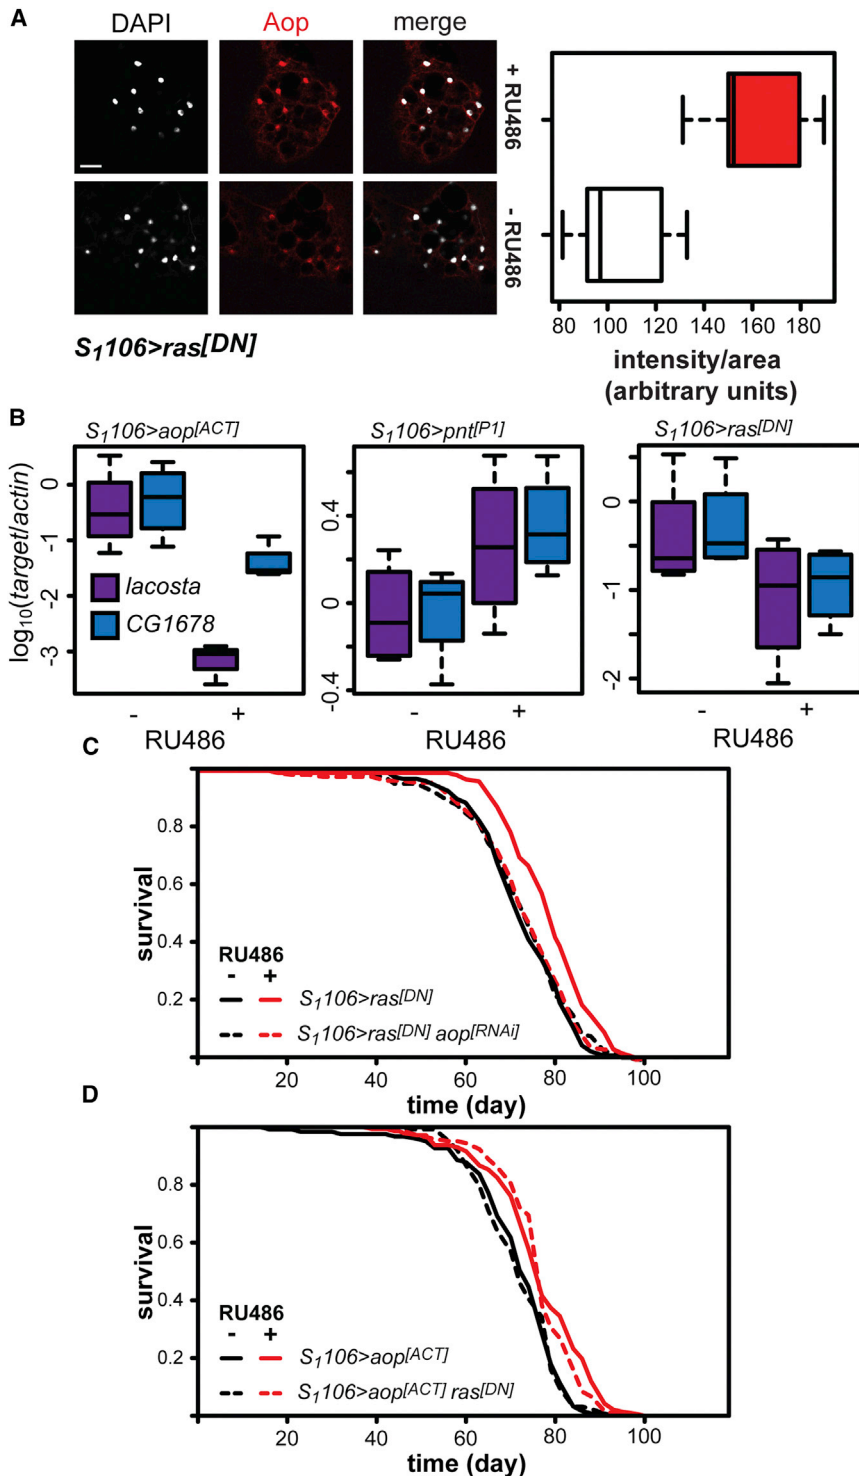 A
DAPI Aop merge
+ RU486
- RU486
80 100 120 140 160 180
intensity/area
(arbitrary units)
S1106>ras[DN]
B
S1106>aop[ACT] S1106>pnt[P1] S1106>ras[DN]
log10(target/actin)
0
-1
-2
-3
lacosta
CG1678
0.4
0
-0.4
0
-1
-2
- + - + - +
RU486 RU486 RU486
C
survival
0.8
0.6
0.4
0.2
RU486
- +
S1106>ras[DN]
S1106>ras[DN] aop[RNAi]
20 40 60 80 100
time (day)
D
survival
0.8
0.6
0.4
0.2
RU486
- +
S1106>aop[ACT]
S1106>aop[ACT] ras[DN]
20 40 60 80 100
time (day)